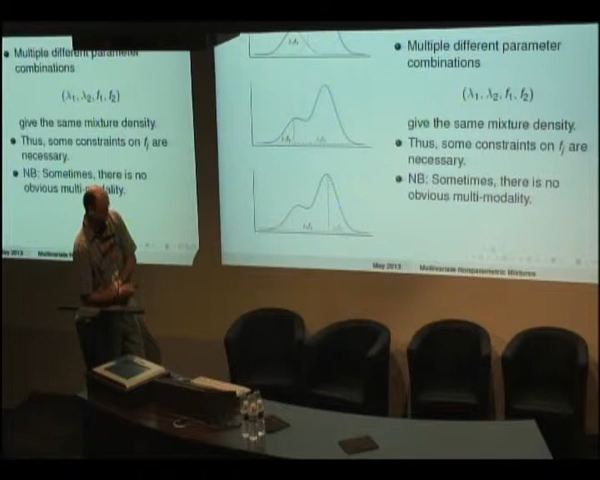 Multiple different parameter
combinations
(λ₁, λ₂, f₁, f₂)
give the same mixture density.
Thus, some constraints on fⱼ are
necessary.
NB: Sometimes, there is no
obvious multi-modality.
Multiple different parameter
combinations
(λ₁, λ₂, f₁, f₂)
give the same mixture density.
Thus, some constraints on fⱼ are
necessary.
NB: Sometimes, there is no
obvious multi-modality.
May 2013 Multivariate Nonparametric Mixtures